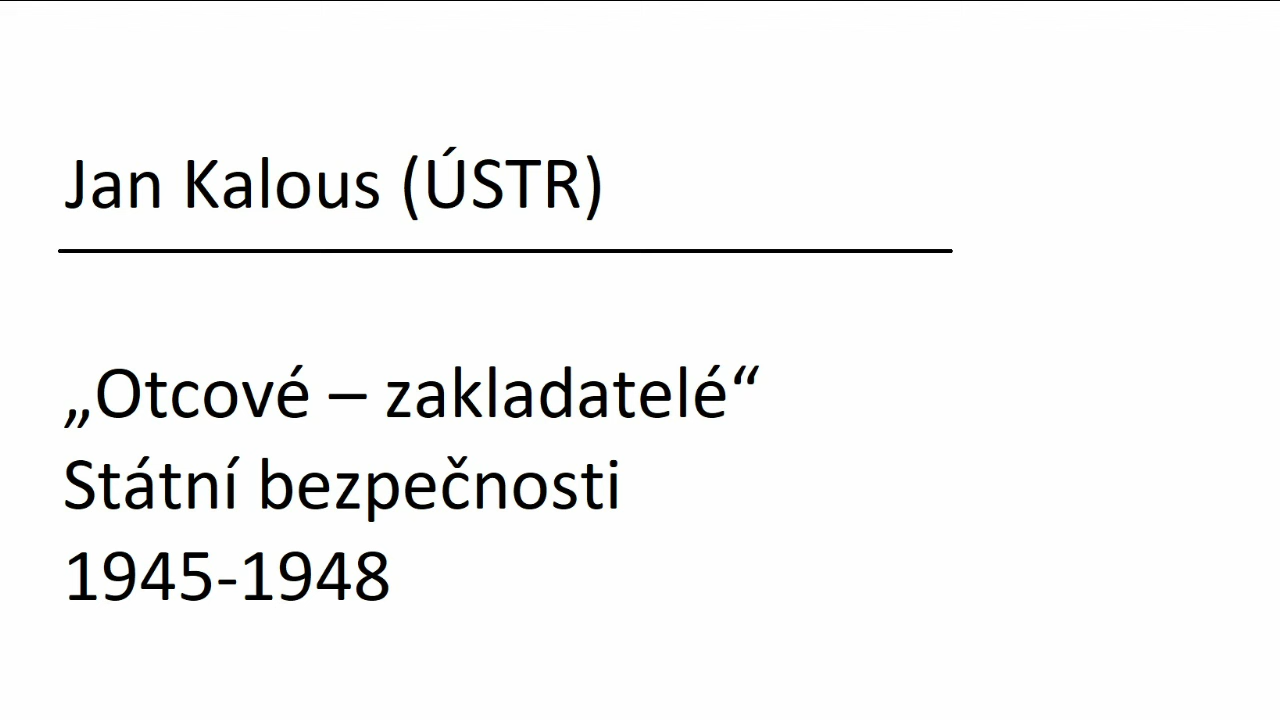 Jan Kalous (ÚSTR)
„Otcové – zakladatelé“
Státní bezpečnosti
1945-1948